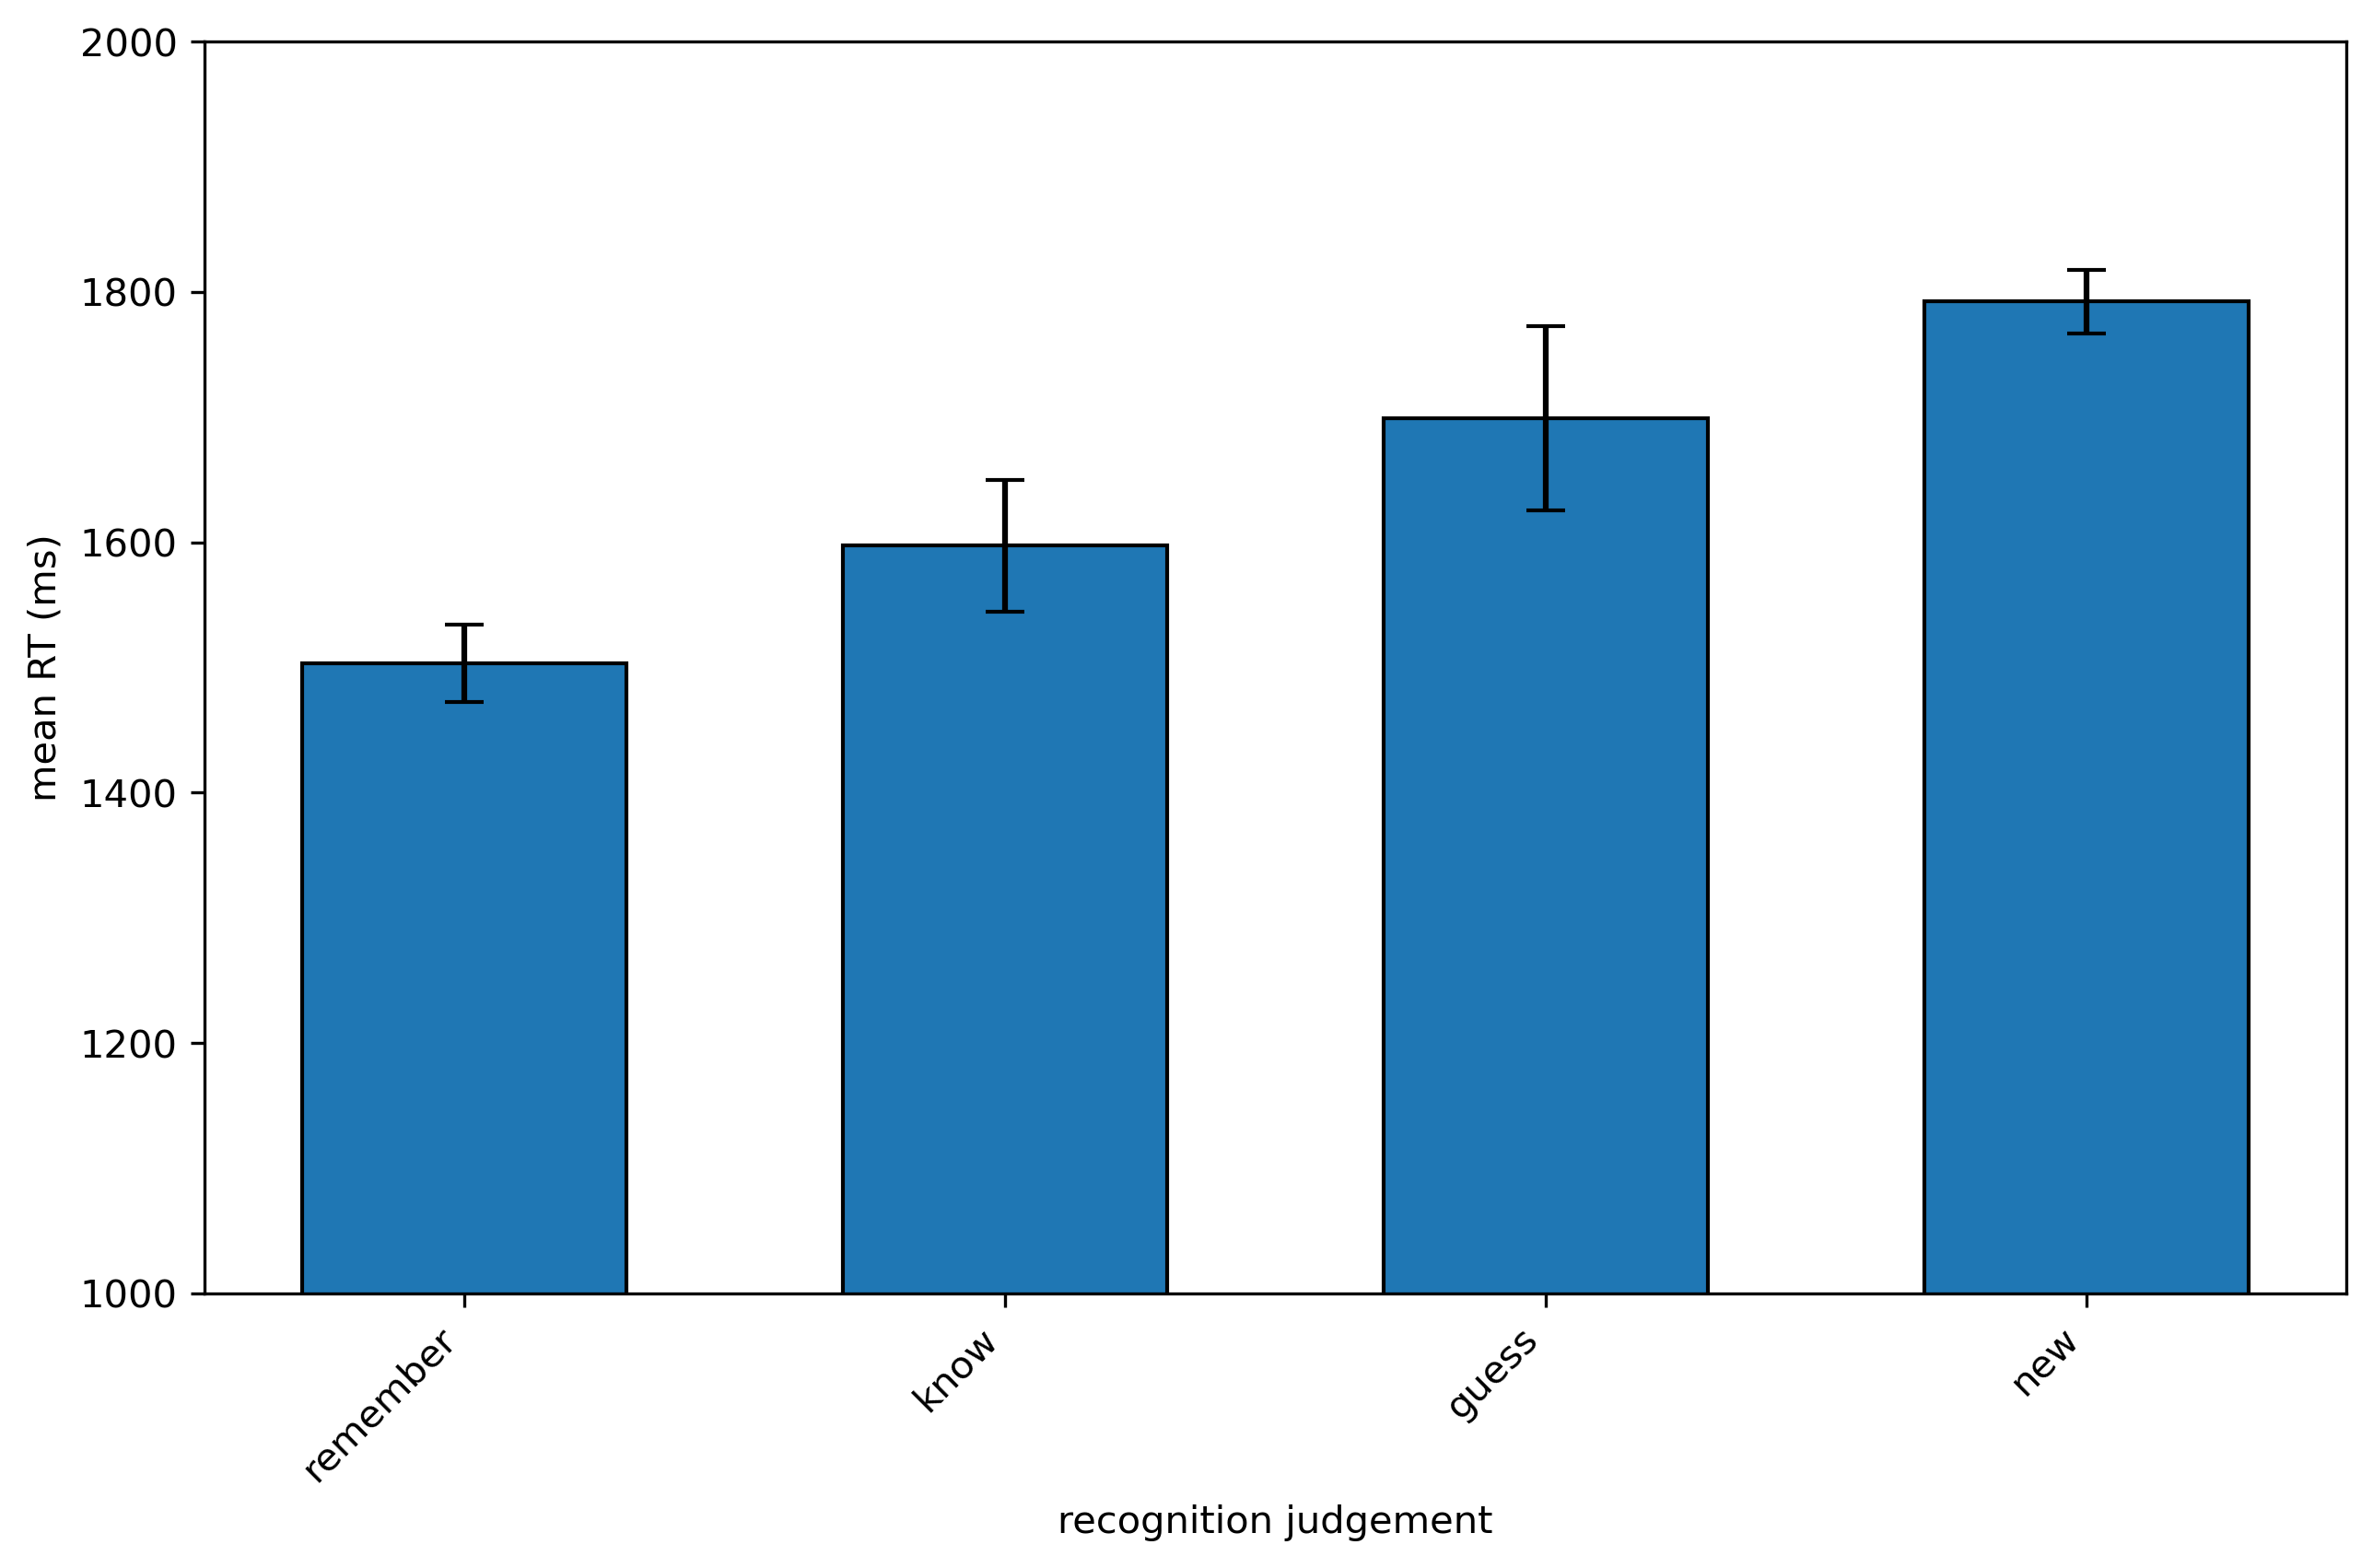 2000
1800
1600
1400
1200
1000
mean RT (ms)
remember
know
guess
new
recognition judgement